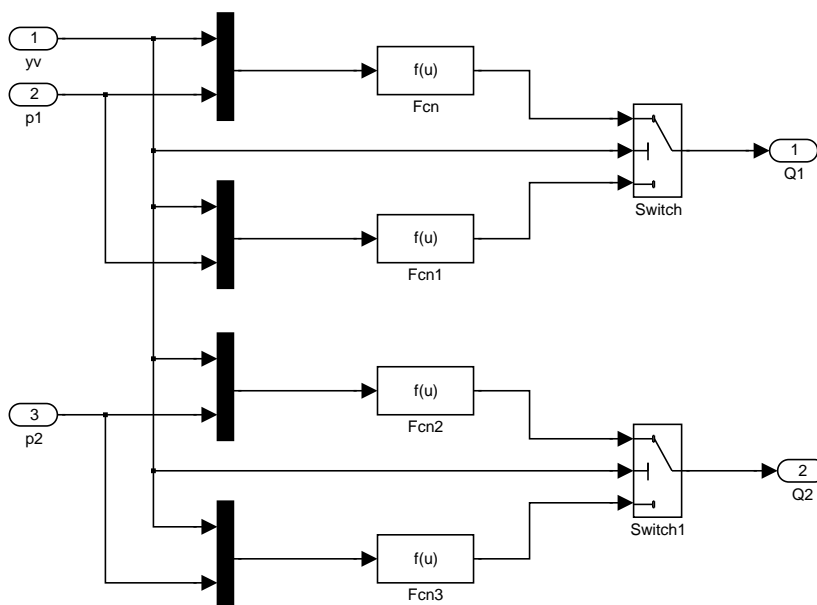 1
yv
2
p1
f(u)
Fcn
Switch
1
Q1
f(u)
Fcn1
f(u)
Fcn2
3
p2
Switch1
2
Q2
f(u)
Fcn3